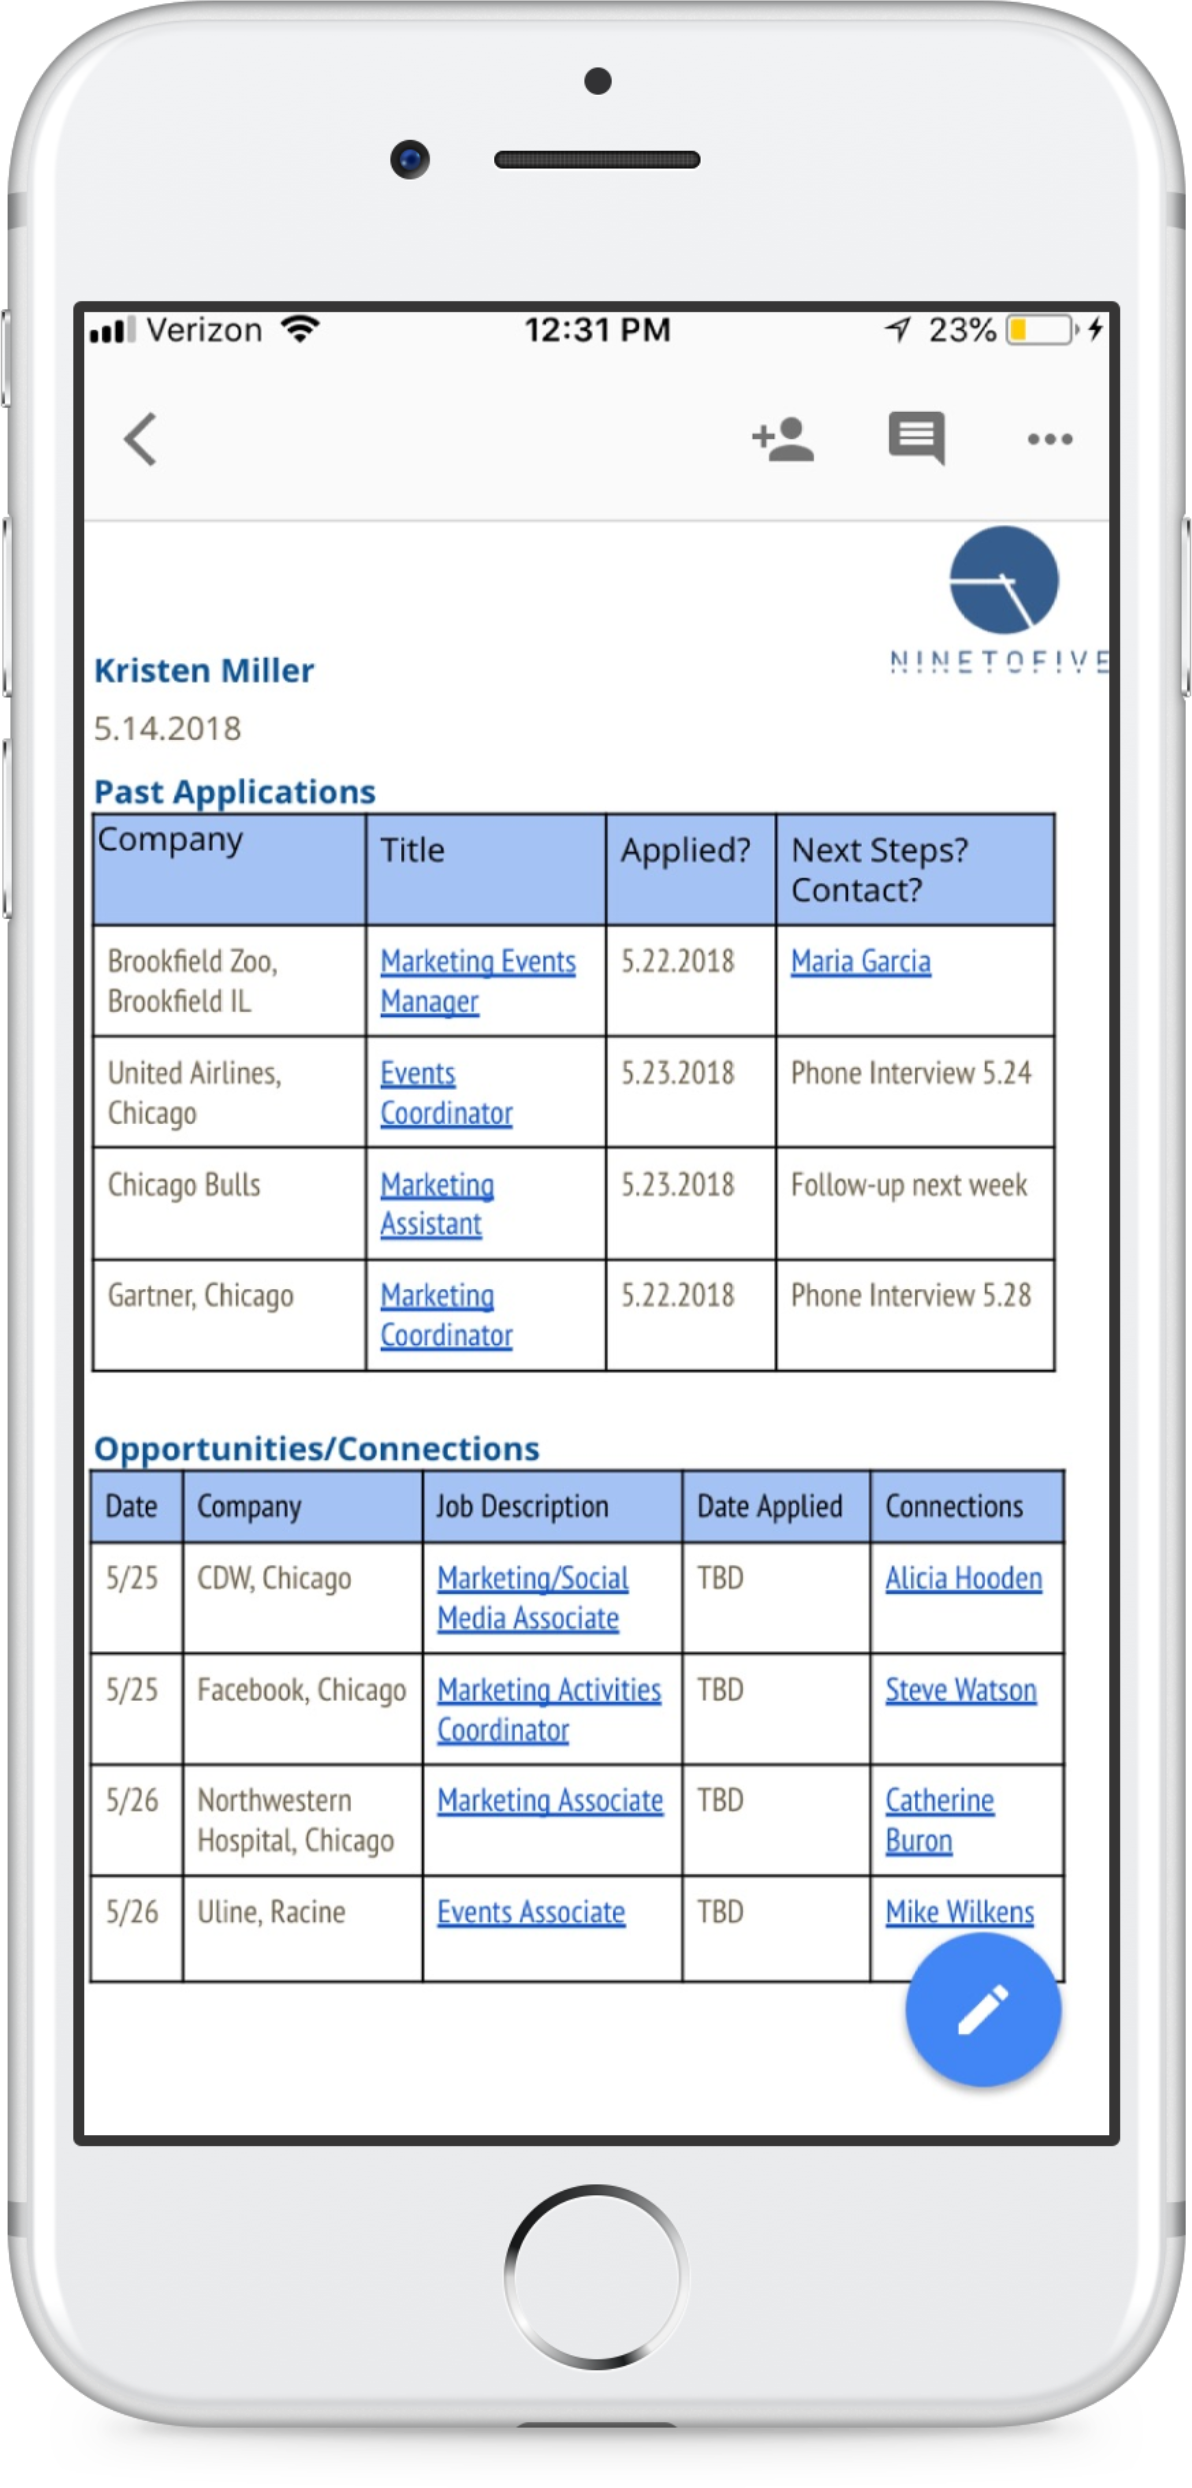 Verizon 12:31 PM 23%
NINETOFIVE
Kristen Miller
5.14.2018
Past Applications
Company Title Applied? Next Steps?
Contact?
Brookfield Zoo, Marketing Events 5.22.2018 Maria Garcia
Brookfield IL Manager
United Airlines, Events 5.23.2018 Phone Interview 5.24
Chicago Coordinator
Chicago Bulls Marketing 5.23.2018 Follow-up next week
Assistant
Gartner, Chicago Marketing 5.22.2018 Phone Interview 5.28
Coordinator
Opportunities/Connections
Date Company Job Description Date Applied Connections
5/25 CDW, Chicago Marketing/Social TBD Alicia Hooden
Media Associate
5/25 Facebook, Chicago Marketing Activities TBD Steve Watson
Coordinator
5/26 Northwestern Marketing Associate TBD Catherine
Hospital, Chicago Buron
5/26 Uline, Racine Events Associate TBD Mike Wilkens